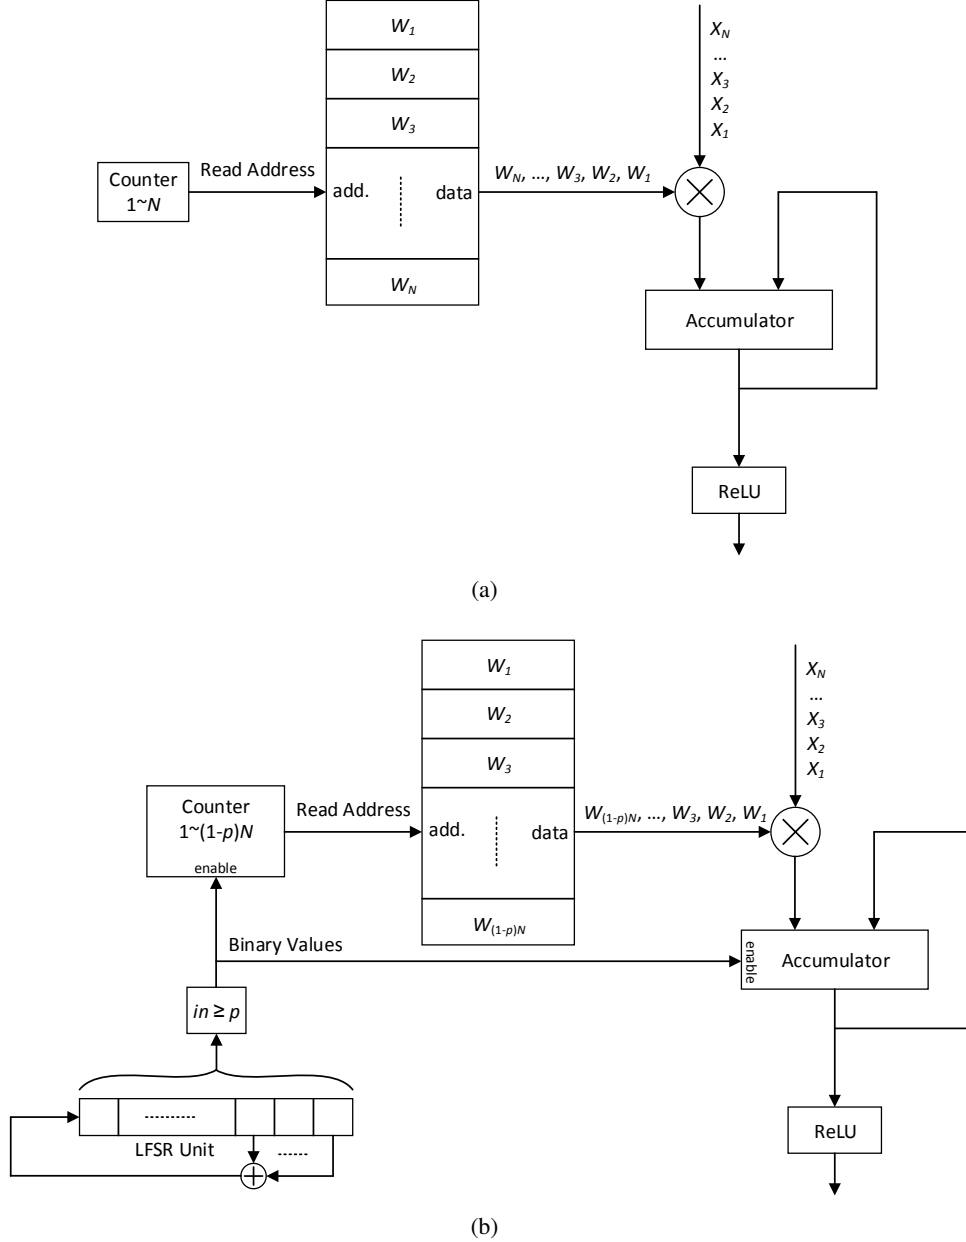 W1
W2
W3
WN
Counter
1~N
Read Address
add.
data
WN, ..., W3, W2, W1
XN
...
X3
X2
X1
Accumulator
ReLU
(a)
W1
W2
W3
W(1-p)N
Counter
1~(1-p)N
enable
Read Address
add.
data
W(1-p)N, ..., W3, W2, W1
XN
...
X3
X2
X1
Binary Values
enable
Accumulator
in ≥ p
LFSR Unit
ReLU
(b)